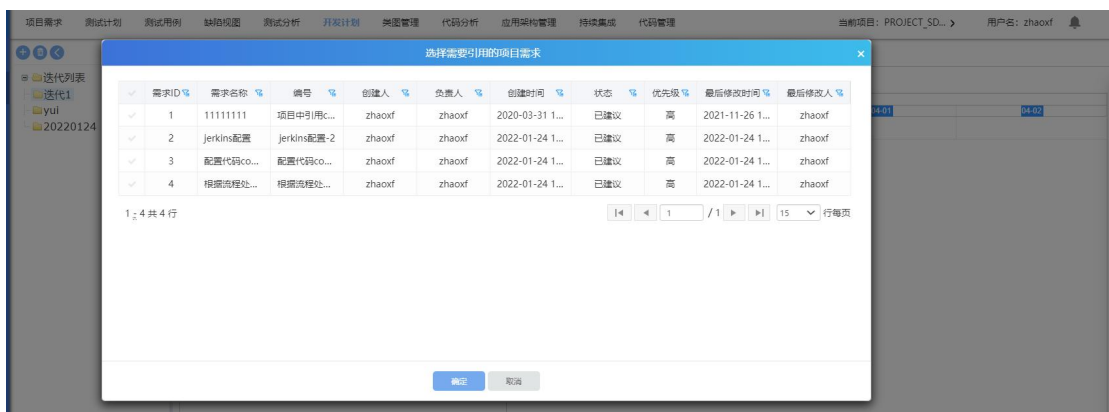 项目需求 测试计划 测试用例 缺陷视图 测试分析 开发计划 类图管理 代码分析 应用架构管理 持续集成 代码管理 当前项目：PROJECT_SD... 用户名：zhaoxf
选择需要引用的项目需求 ×
迭代列表
迭代1
yui
20220124
04-01 04-02
需求ID 需求名称 编号 创建人 负责人 创建时间 状态 优先级 最后修改时间 最后修改人
1 11111111 项目中引用c... zhaoxf zhaoxf 2020-03-31 1... 已建议 高 2021-11-26 1... zhaoxf
2 jerkins配置 jerkins配置-2 zhaoxf zhaoxf 2022-01-24 1... 已建议 高 2022-01-24 1... zhaoxf
3 配置代码co... 配置代码co... zhaoxf zhaoxf 2022-01-24 1... 已建议 高 2022-01-24 1... zhaoxf
4 根据流程处... 根据流程处... zhaoxf zhaoxf 2022-01-24 1... 已建议 高 2022-01-24 1... zhaoxf
1 - 4 共 4 行 1 / 1 15 行每页
确定 取消